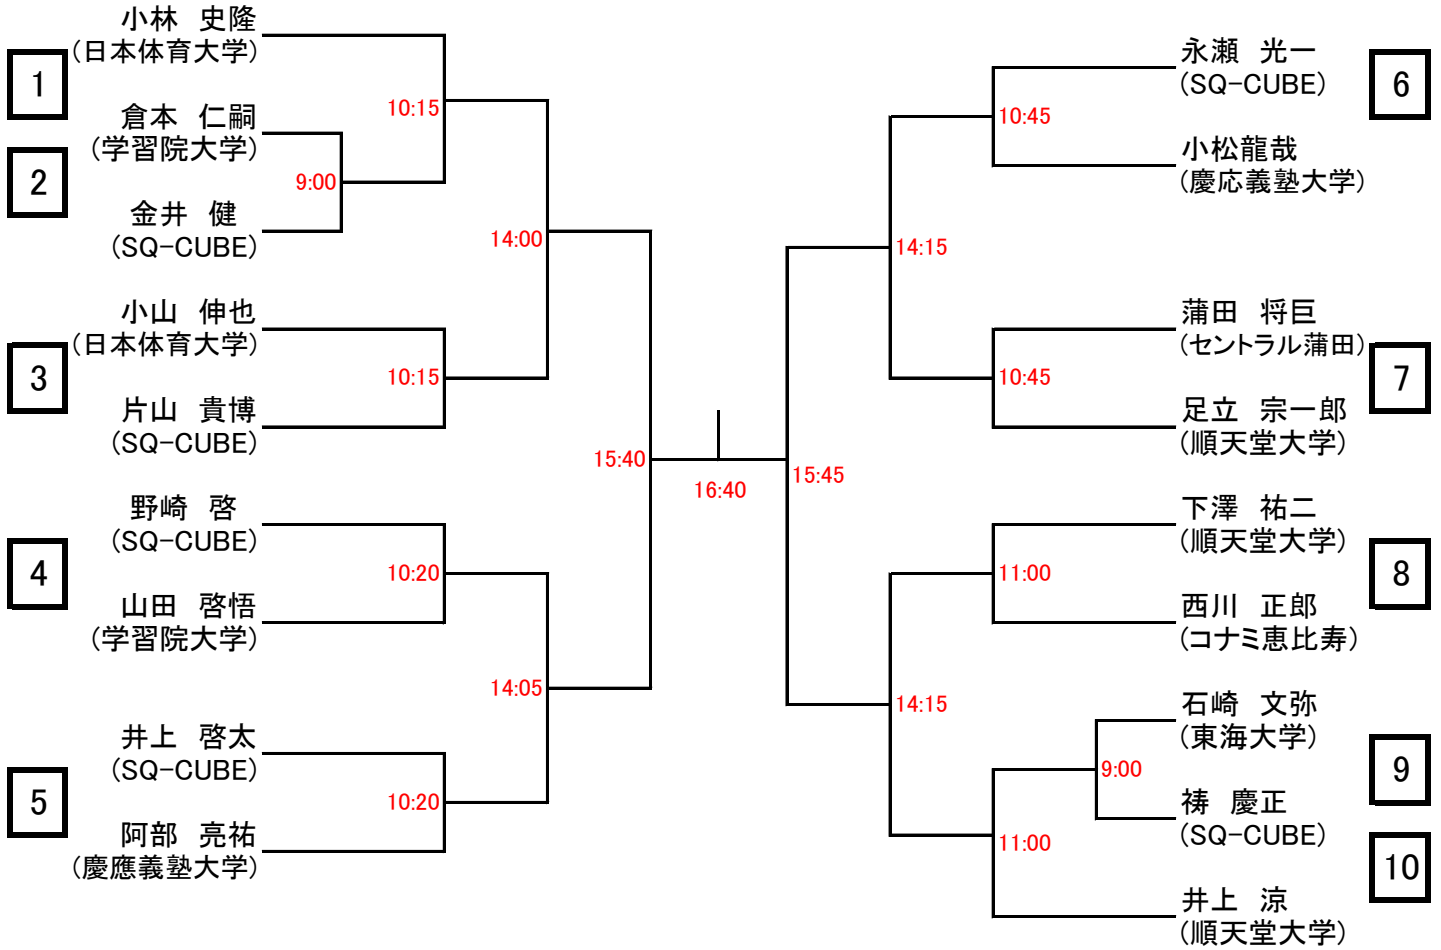 小林 史隆
(日本体育大学)
1
10:15
倉本 仁嗣
(学習院大学)
2
9:00
金井 健
(SQ-CUBE)
14:00
小山 伸也
(日本体育大学)
3
10:15
片山 貴博
(SQ-CUBE)
15:40
野崎 啓
(SQ-CUBE)
4
10:20
山田 啓悟
(学習院大学)
14:05
井上 啓太
(SQ-CUBE)
5
10:20
阿部 亮祐
(慶應義塾大学)
16:40
永瀬 光一
(SQ-CUBE)
6
10:45
小松龍哉
(慶応義塾大学)
14:15
蒲田 将巨
(セントラル蒲田)
7
10:45
足立 宗一郎
(順天堂大学)
15:45
下澤 祐二
(順天堂大学)
8
11:00
西川 正郎
(コナミ恵比寿)
14:15
石崎 文弥
(東海大学)
9
9:00
祷 慶正
(SQ-CUBE)
11:00
10
井上 涼
(順天堂大学)